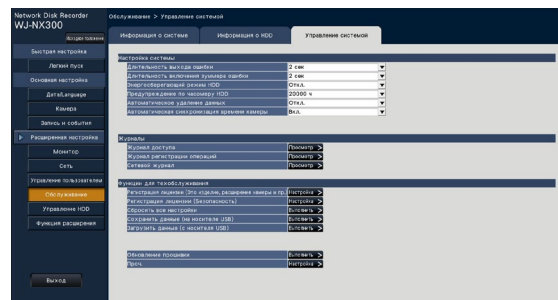 Network Disk Recorder
WJ-NX300
Обслуживание > Управление системой
Информация о системе
Информация о HDD
Управление системой
Быстрая настройка
Легкий пуск
Основная настройка
Дата/Language
Камера
Запись и события
Расширенная настройка
Монитор
Сеть
Управление пользователем
Обслуживание
Управление HDD
Функция расширения
Выход
Настройка системы
Длительность выхода ошибки 2 сек
Длительность включения зуммера ошибки 2 сек
Энергосберегающий режим HDD Откл.
Предупреждение по часомеру HDD 20000 ч
Автоматическое удаление данных Откл.
Автоматическая синхронизация времени камеры Вкл.
Журналы
Журнал доступа Просмотр >
Журнал регистрации операций Просмотр >
Сетевой журнал Просмотр >
Функции для техобслуживания
Регистрация лицензии (Это изделие, расширение камеры и пр.) Настройка >
Регистрация лицензии (Безопасность) Настройка >
Сбросить все настройки Выполнить >
Сохранить данные (на носителе USB) Выполнить >
Загрузить данные (с носителя USB) Выполнить >
Обновление прошивки Выполнить >
Проч. Настройка >